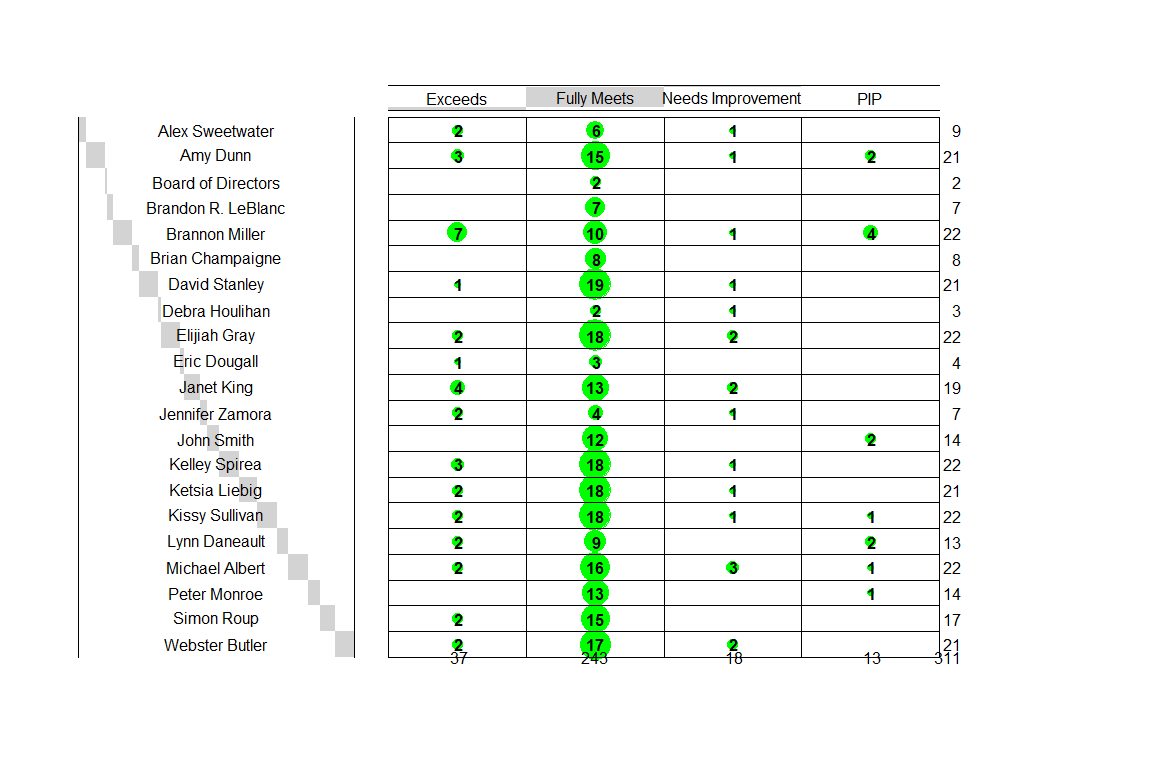 Exceeds Fully Meets Needs Improvement PIP
Alex Sweetwater 2 6 1 9
Amy Dunn 3 15 1 2 21
Board of Directors 2 2
Brandon R. LeBlanc 7 7
Brannon Miller 7 10 1 4 22
Brian Champaigne 8 8
David Stanley 1 19 1 21
Debra Houlihan 2 1 3
Elijiah Gray 2 18 2 22
Eric Dougall 1 3 4
Janet King 4 13 2 19
Jennifer Zamora 2 4 1 7
John Smith 12 2 14
Kelley Spirea 3 18 1 22
Ketsia Liebig 2 18 1 21
Kissy Sullivan 2 18 1 1 22
Lynn Daneault 2 9 2 13
Michael Albert 2 16 3 1 22
Peter Monroe 13 1 14
Simon Roup 2 15 17
Webster Butler 2 17 2 21
37 243 18 13 311